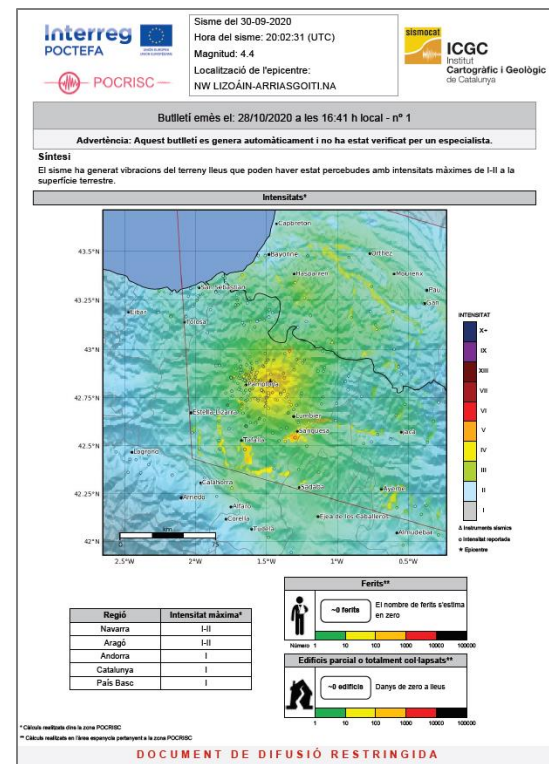 Interreg
POCTEFA
POCRISC
Sisme del 30-09-2020
Hora del sisme: 20:02:31 (UTC)
Magnitud: 4.4
Localització de l'epicentre:
NW LIZOÁIN-ARRIASGOITI.NA
sismocat
ICGC
Institut
Cartogràfic i Geològic
de Catalunya
Butlletí emès el: 28/10/2020 a les 16:41 h local - nº 1
Advertència: Aquest butlletí es genera automàticament i no ha estat verificat per un especialista.
Síntesi
El sisme ha generat vibracions del terreny lleus que poden haver estat percebudes amb intensitats màximes de I-II a la
superfície terrestre.
Intensitats*
Capbreton
43.5°N
Bayonne
Orthez
Hasparren
Mourenx
San Sebastian
Pau
43.25°N
Gan
Eibar
Tolosa
43°N
Pamplona
42.75°N
Estella-Lizarra
Lumbier
Sangüesa
Jaca
42.5°N
Tafalla
Logrono
Calahorra
Sádaba
Ayerbe
42.25°N
Arnedo
Alfaro
Corella
Ejea de los Caballeros
Tudela
Almudébar
42°N
km
0
75
2.5°W
2°W
1.5°W
1°W
0.5°W
INTENSITAT
X+
IX
XIII
VII
VI
V
IV
III
II
I
Δ Instruments sísmics
o Intensitat reportada
★ Epicentre
Regió
Intensitat màxima*
Navarra
I-II
Aragó
I-II
Andorra
I
Catalunya
I
País Basc
I
Ferits**
~0 ferits
El nombre de ferits s'estima
en zero
Número
1
10
100
1000
10000
100000
Edificis parcial o totalment col·lapsats**
~0 edificis
Danys de zero a lleus
1
10
100
1000
10000
100000
* Càlculs realitzats dins la zona POCRISC
** Càlculs realitzats en l'àrea espanyola pertanyent a la zona POCRISC
DOCUMENT DE DIFUSIÓ RESTRINGIDA